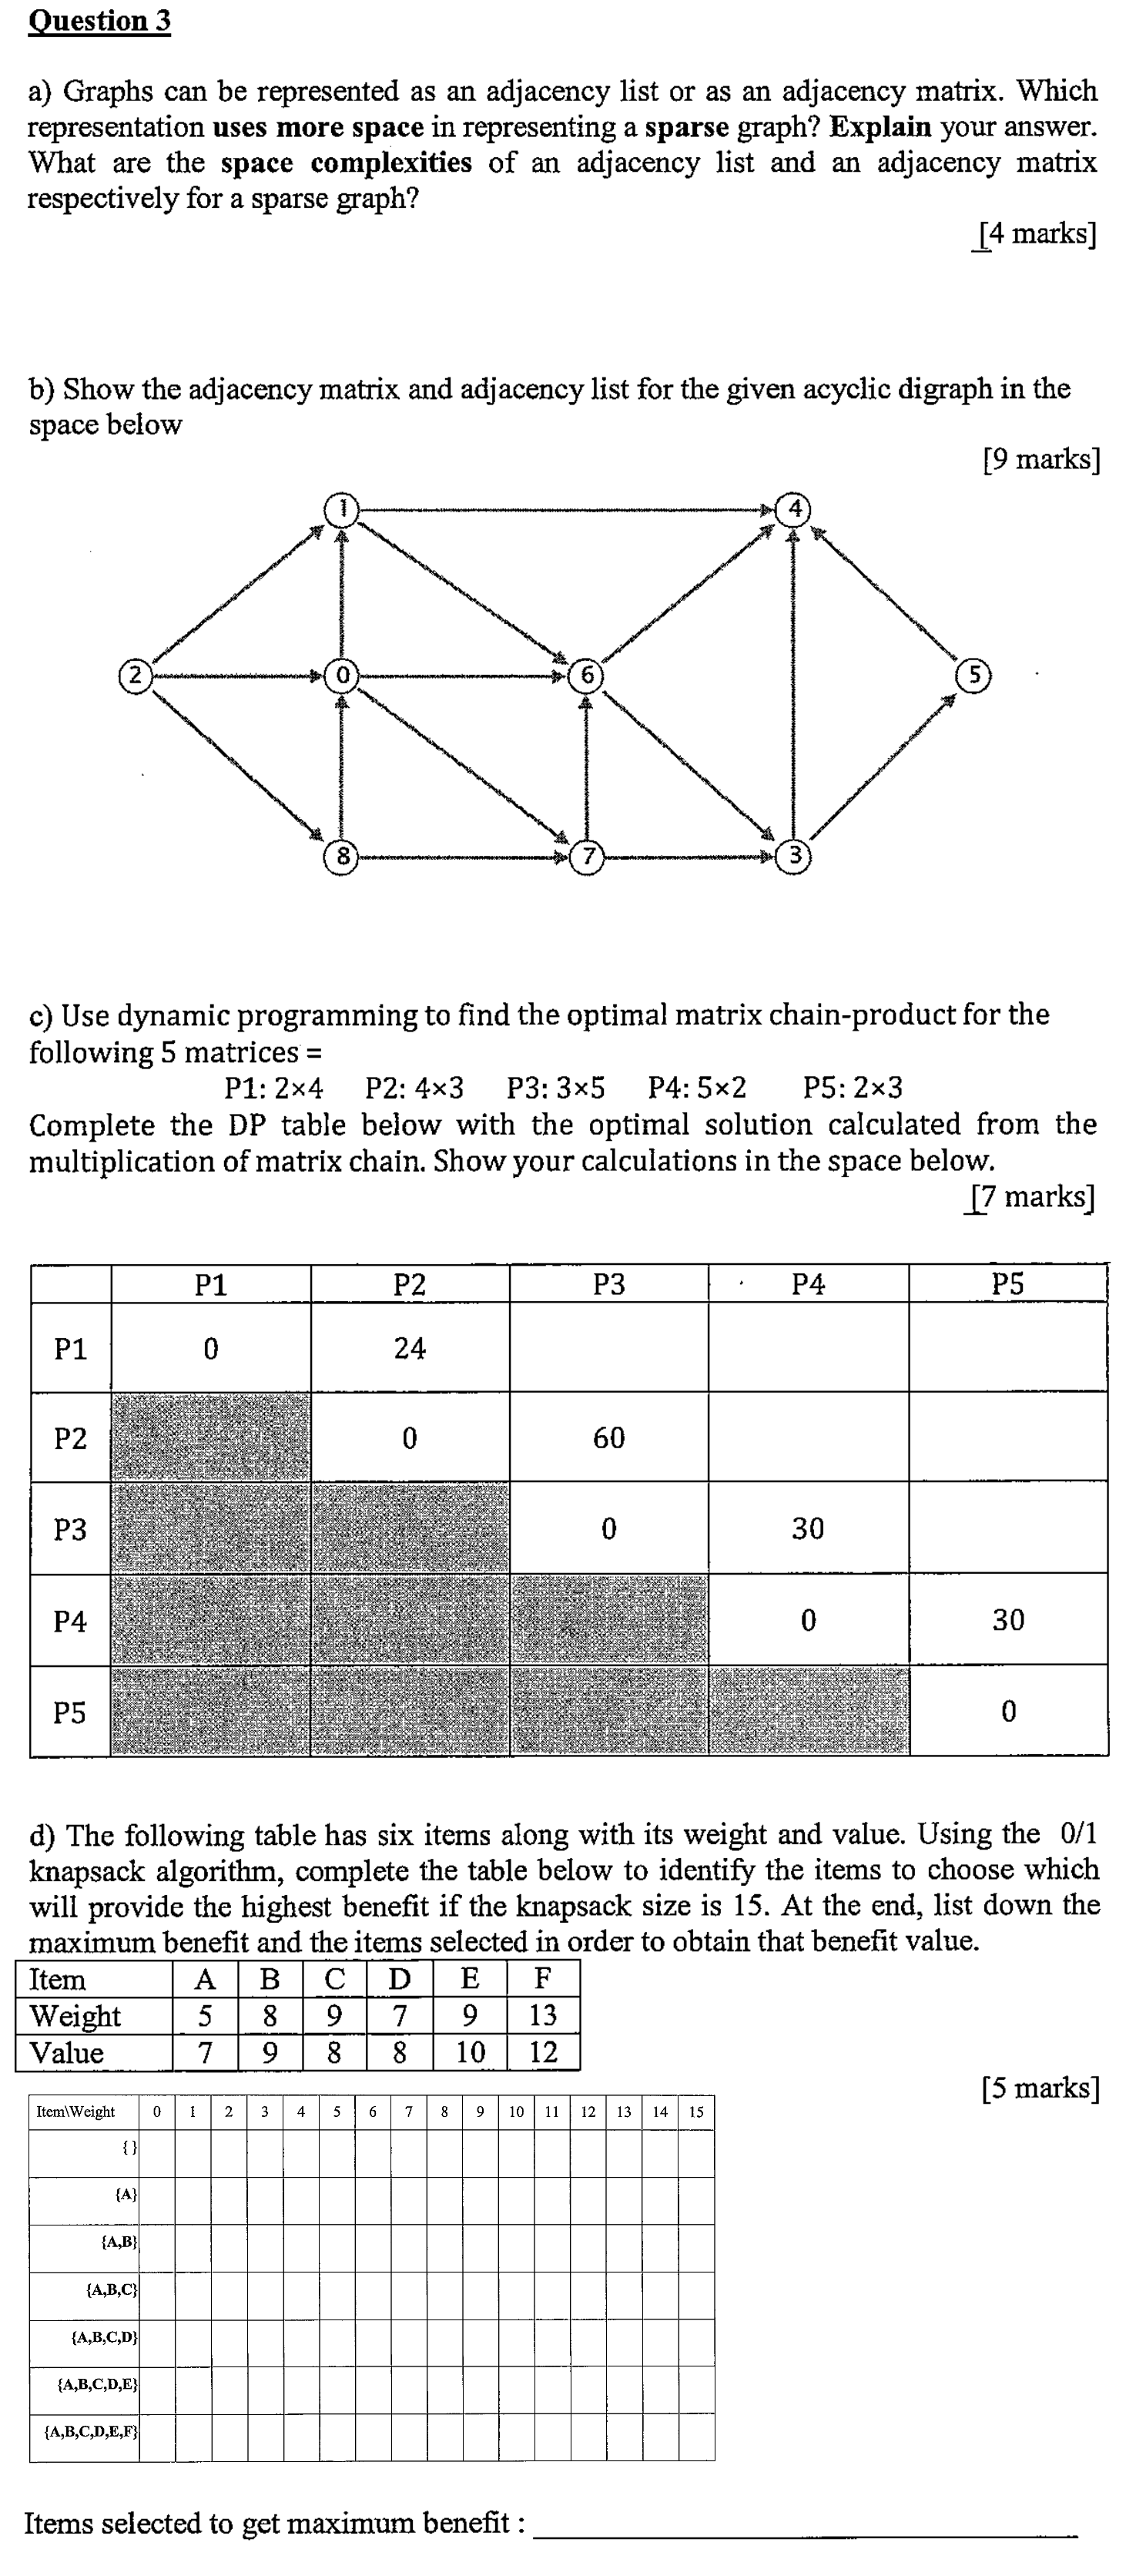 Question 3
a) Graphs can be represented as an adjacency list or as an adjacency matrix. Which
representation uses more space in representing a sparse graph? Explain your answer.
What are the space complexities of an adjacency list and an adjacency matrix
respectively for a sparse graph?
[4 marks]
b) Show the adjacency matrix and adjacency list for the given acyclic digraph in the
space below
[9 marks]
1 4
2 0 6 5
8 7 3
c) Use dynamic programming to find the optimal matrix chain-product for the
following 5 matrices =
P1: 2×4 P2: 4×3 P3: 3×5 P4: 5×2 P5: 2×3
Complete the DP table below with the optimal solution calculated from the
multiplication of matrix chain. Show your calculations in the space below.
[7 marks]
P1 P2 P3 P4 P5
P1 0 24
P2 0 60
P3 0 30
P4 0 30
P5 0
d) The following table has six items along with its weight and value. Using the 0/1
knapsack algorithm, complete the table below to identify the items to choose which
will provide the highest benefit if the knapsack size is 15. At the end, list down the
maximum benefit and the items selected in order to obtain that benefit value.
Item A B C D E F
Weight 5 8 9 7 9 13
Value 7 9 8 8 10 12
[5 marks]
Item\Weight 0 1 2 3 4 5 6 7 8 9 10 11 12 13 14 15
{ }
{A}
{A,B}
{A,B,C}
{A,B,C,D}
{A,B,C,D,E}
{A,B,C,D,E,F}
Items selected to get maximum benefit :